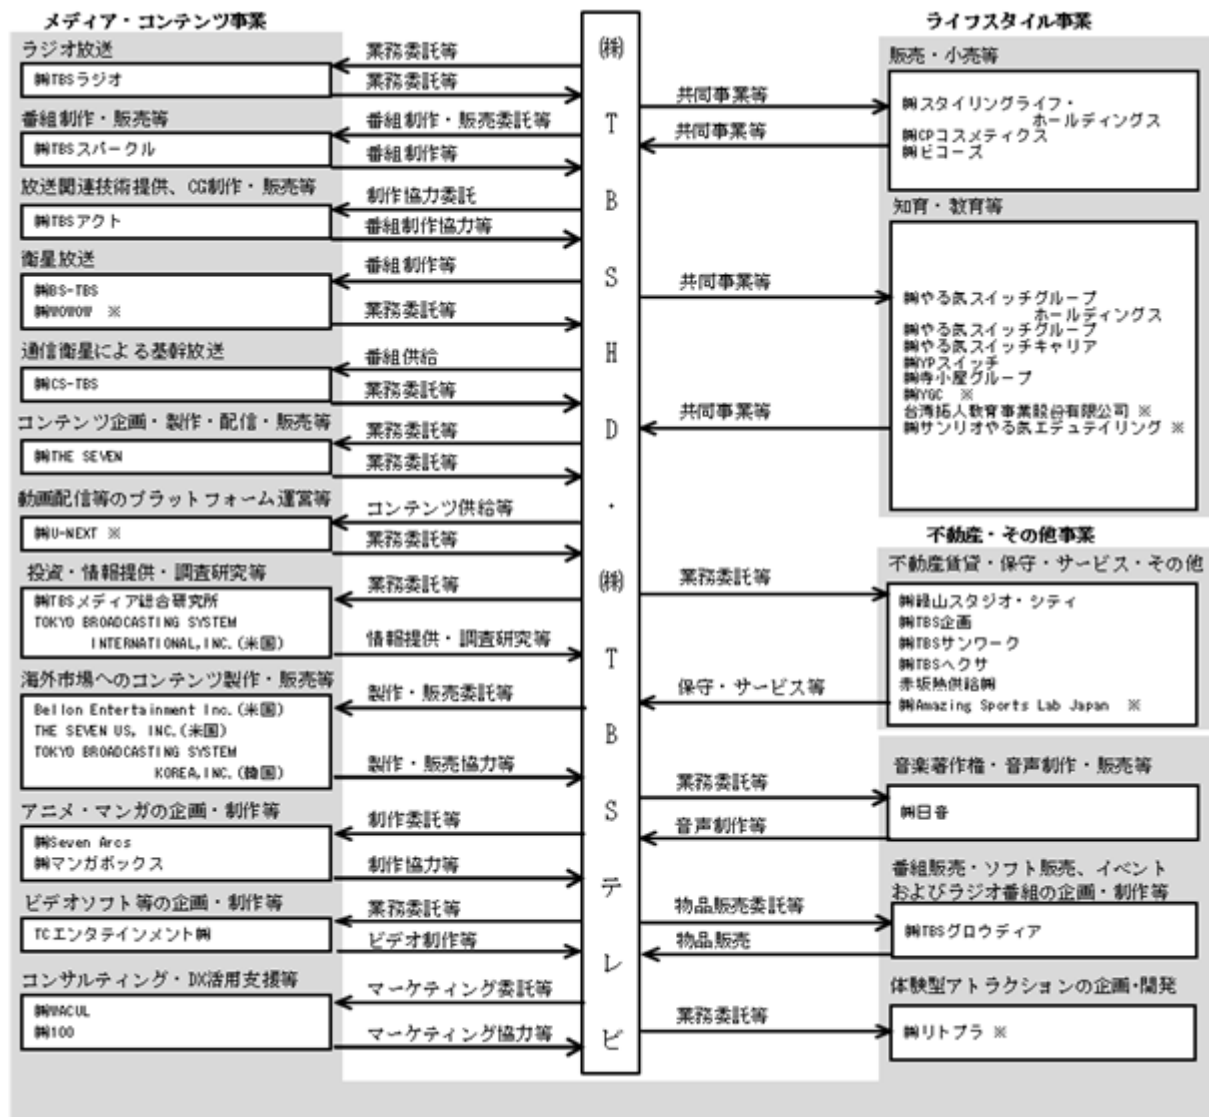 メディア・コンテンツ事業
ラジオ放送
㈱TBSラジオ
業務委託等
業務委託等
番組制作・販売等
㈱TBSスパークル
番組制作・販売委託等
番組制作等
放送関連技術提供、CG制作・販売等
㈱TBSアクト
制作協力委託
番組制作協力等
衛星放送
㈱BS-TBS
㈱WOWOW ※
番組制作等
業務委託等
通信衛星による基幹放送
㈱CS-TBS
番組供給
業務委託等
コンテンツ企画・製作・配信・販売等
㈱THE SEVEN
業務委託等
業務委託等
動画配信等のプラットフォーム運営等
㈱U-NEXT ※
コンテンツ供給等
業務委託等
投資・情報提供・調査研究等
㈱TBSメディア総合研究所
TOKYO BROADCASTING SYSTEM
INTERNATIONAL,INC.(米国)
業務委託等
情報提供・調査研究等
海外市場へのコンテンツ製作・販売等
Bellon Entertainment Inc.(米国)
THE SEVEN US, INC.(米国)
TOKYO BROADCASTING SYSTEM
KOREA,INC.(韓国)
製作・販売委託等
製作・販売協力等
アニメ・マンガの企画・制作等
㈱Seven Arcs
㈱マンガボックス
制作委託等
制作協力等
ビデオソフト等の企画・制作等
TCエンタテインメント㈱
業務委託等
ビデオ制作等
コンサルティング・DX活用支援等
㈱WACUL
㈱100
マーケティング委託等
マーケティング協力等
㈱TBSHD・㈱TBSテレビ
ライフスタイル事業
販売・小売等
㈱スタイリングライフ・
ホールディングス
㈱CPコスメティクス
㈱ビコーズ
共同事業等
共同事業等
知育・教育等
㈱やる気スイッチグループ
ホールディングス
㈱やる気スイッチグループ
㈱やる気スイッチキャリア
㈱YPスイッチ
㈱寺小屋グループ
㈱YGC ※
台湾拓人教育事業股份有限公司 ※
㈱サンリオやる気エデュテイリング ※
共同事業等
共同事業等
不動産・その他事業
不動産賃貸・保守・サービス・その他
㈱緑山スタジオ・シティ
㈱TBS企画
㈱TBSサンワーク
㈱TBSヘクサ
赤坂熱供給㈱
㈱Amazing Sports Lab Japan ※
業務委託等
保守・サービス等
音楽著作権・音声制作・販売等
㈱日音
業務委託等
音声制作等
番組販売・ソフト販売、イベント
およびラジオ番組の企画・制作等
㈱TBSグロウディア
物品販売委託等
物品販売
体験型アトラクションの企画・開発
㈱リトプラ ※
業務委託等